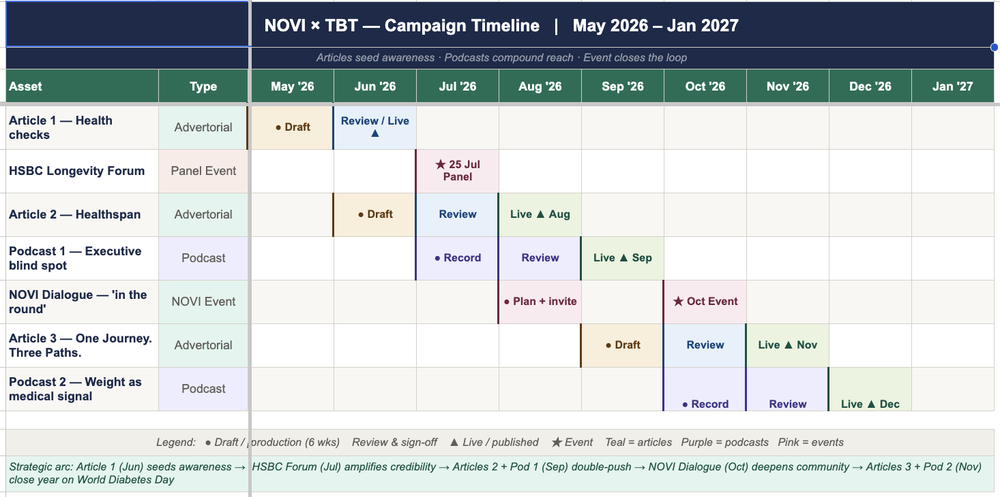 NOVI × TBT — Campaign Timeline | May 2026 – Jan 2027
Articles seed awareness · Podcasts compound reach · Event closes the loop
Asset Type May '26 Jun '26 Jul '26 Aug '26 Sep '26 Oct '26 Nov '26 Dec '26 Jan '27
Article 1 — Health
checks
Advertorial
● Draft
Review / Live
▲
HSBC Longevity Forum
Panel Event
★ 25 Jul
Panel
Article 2 — Healthspan
Advertorial
● Draft
Review
Live ▲ Aug
Podcast 1 — Executive
blind spot
Podcast
● Record
Review
Live ▲ Sep
NOVI Dialogue — 'in the
round'
NOVI Event
● Plan + invite
★ Oct Event
Article 3 — One Journey.
Three Paths.
Advertorial
● Draft
Review
Live ▲ Nov
Podcast 2 — Weight as
medical signal
Podcast
● Record
Review
Live ▲ Dec
Legend: ● Draft / production (6 wks) Review & sign-off ▲ Live / published ★ Event Teal = articles Purple = podcasts Pink = events
Strategic arc: Article 1 (Jun) seeds awareness → HSBC Forum (Jul) amplifies credibility → Articles 2 + Pod 1 (Sep) double-push → NOVI Dialogue (Oct) deepens community → Articles 3 + Pod 2 (Nov)
close year on World Diabetes Day